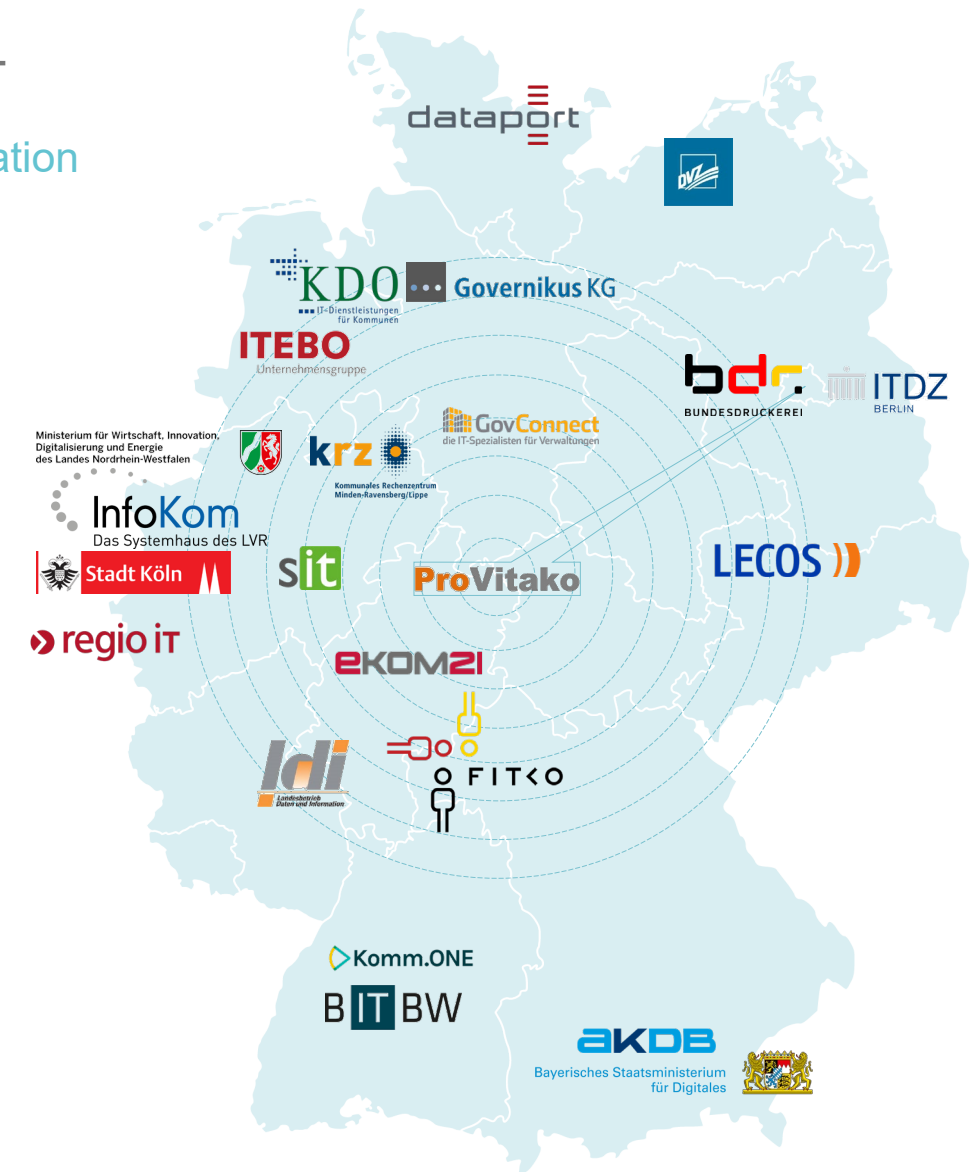 ation
dataport
DVZ
KDO
IT-Dienstleistungen
für Kommunen
Governikus KG
ITEBO
Unternehmensgruppe
bdr.
BUNDESDRUCKEREI
ITDZ
BERLIN
GovConnect
die IT-Spezialisten für Verwaltungen
Ministerium für Wirtschaft, Innovation,
Digitalisierung und Energie
des Landes Nordrhein-Westfalen
krz
Kommunales Rechenzentrum
Minden-Ravensberg/Lippe
InfoKom
Das Systemhaus des LVR
Stadt Köln
sit
ProVitako
LECOS
regio iT
ekom21
ldi
Landesbetrieb
Daten und Information
FITKO
Komm.ONE
BITBW
AKDB
Bayerisches Staatsministerium
für Digitales